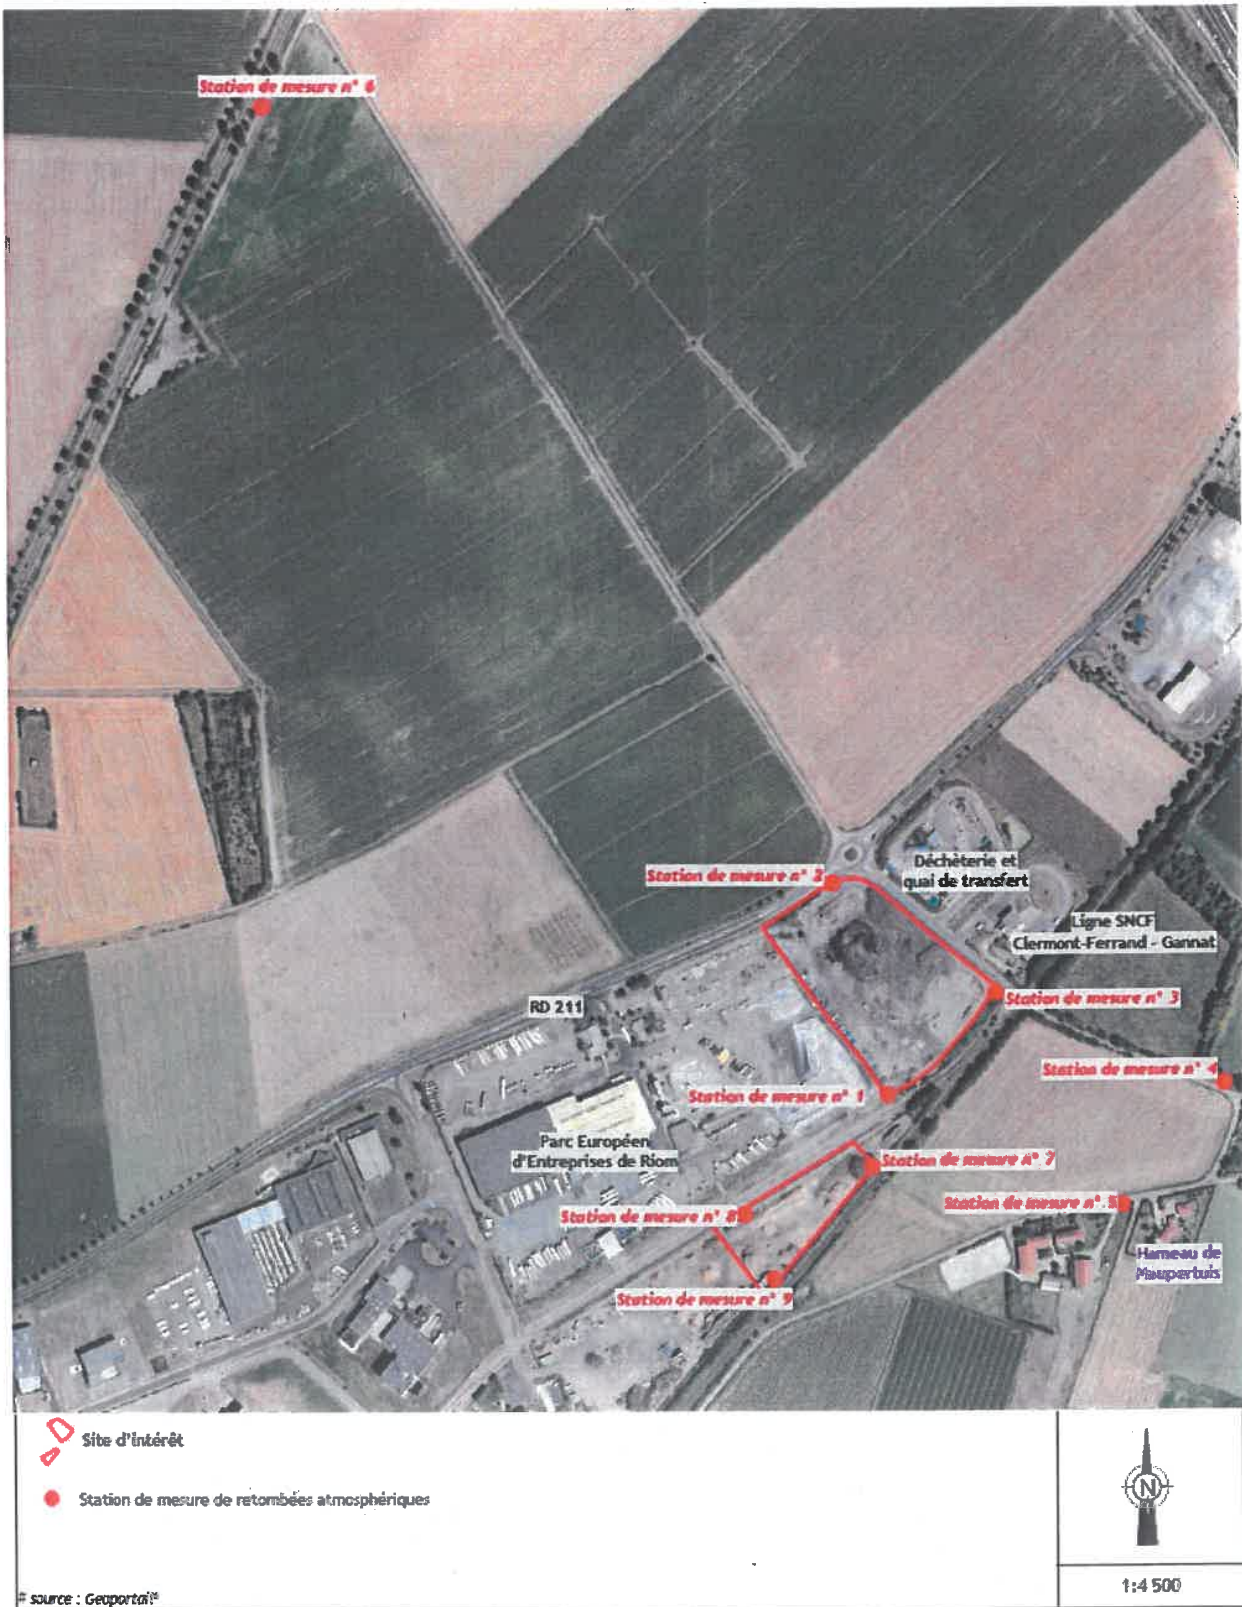 Station de mesure n° 6
Station de mesure n° 2
Déchèterie et
quai de transfert
Ligne SNCF
Clermont-Ferrand - Gannat
Station de mesure n° 3
RD 211
Station de mesure n° 4
Station de mesure n° 1
Parc Européen
d'Entreprises de Riom
Station de mesure n° 7
Station de mesure n° 5
Station de mesure n° 8
Hameau de
Maupertuis
Station de mesure n° 9
Site d'intérêt
Station de mesure de retombées atmosphériques
N
1:4 500
# source : Geoportail®